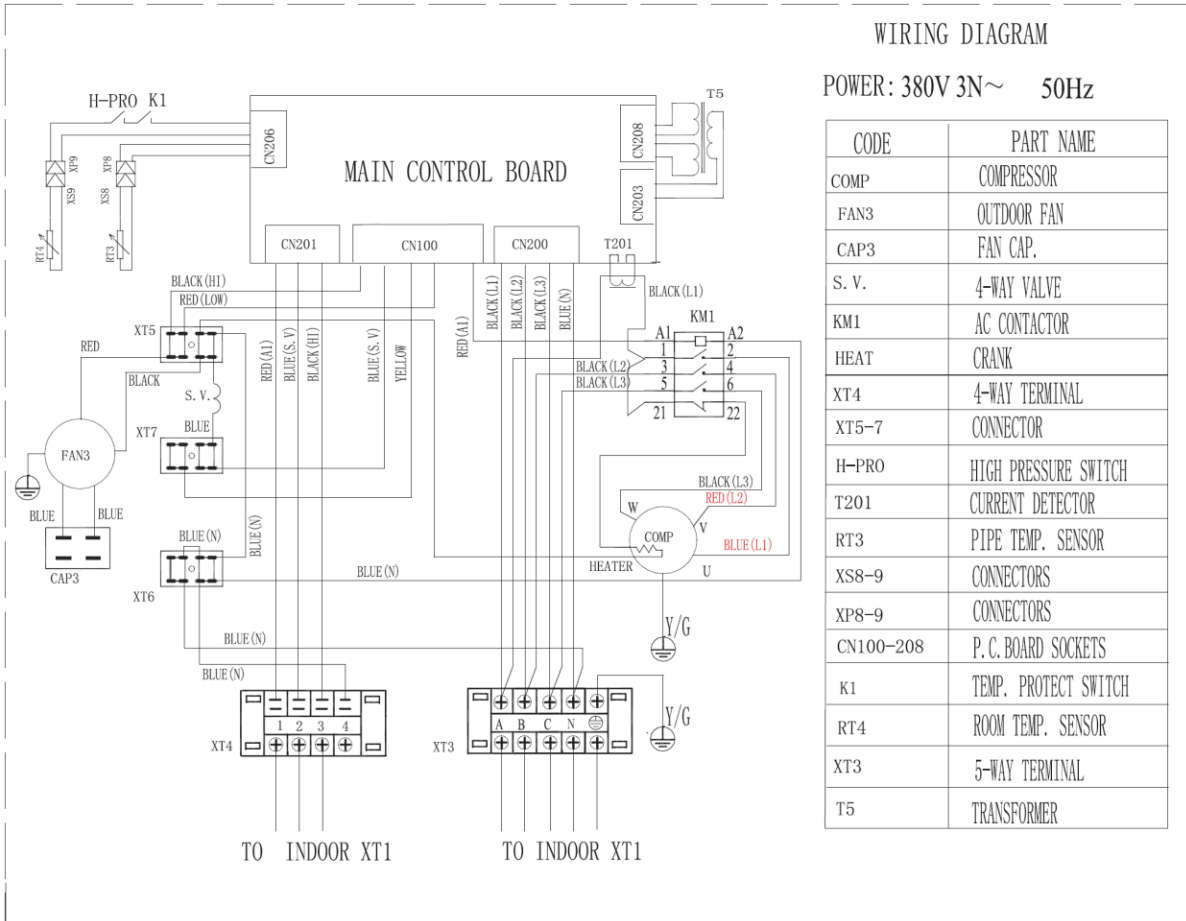 WIRING DIAGRAM
POWER: 380V 3N~ 50Hz
CODE PART NAME
COMP COMPRESSOR
FAN3 OUTDOOR FAN
CAP3 FAN CAP.
S. V. 4-WAY VALVE
KM1 AC CONTACTOR
HEAT CRANK
XT4 4-WAY TERMINAL
XT5-7 CONNECTOR
H-PRO HIGH PRESSURE SWITCH
T201 CURRENT DETECTOR
RT3 PIPE TEMP. SENSOR
XS8-9 CONNECTORS
XP8-9 CONNECTORS
CN100-208 P.C.BOARD SOCKETS
K1 TEMP. PROTECT SWITCH
RT4 ROOM TEMP. SENSOR
XT3 5-WAY TERMINAL
T5 TRANSFORMER
H-PRO K1
T5
CN206
CN208
MAIN CONTROL BOARD
XP9
XP8
XS9
XS8
CN203
RT4
RT3
CN201
CN100
CN200
T201
BLACK(H1)
RED(LOW)
BLACK(L1)
XT5
RED
BLACK
S. V.
BLUE
XT7
FAN3
RED(A1)
BLUE(S.V)
BLACK(H1)
BLUE(S.V)
YELLOW
RED(A1)
BLACK(L1)
BLACK(L2)
BLACK(L3)
BLUE(N)
KM1
A1 A2
1 2
BLACK(L2) 3 4
BLACK(L3) 5 6
21 22
BLACK(L3)
RED(L2)
W
V
COMP
BLUE(L1)
HEATER
U
BLUE BLUE
CAP3
BLUE(N)
BLUE(N)
XT6
BLUE(N)
BLUE(N)
BLUE(N)
Y/G
Y/G
1 2 3 4
XT4
A B C N
XT3
TO INDOOR XT1
TO INDOOR XT1